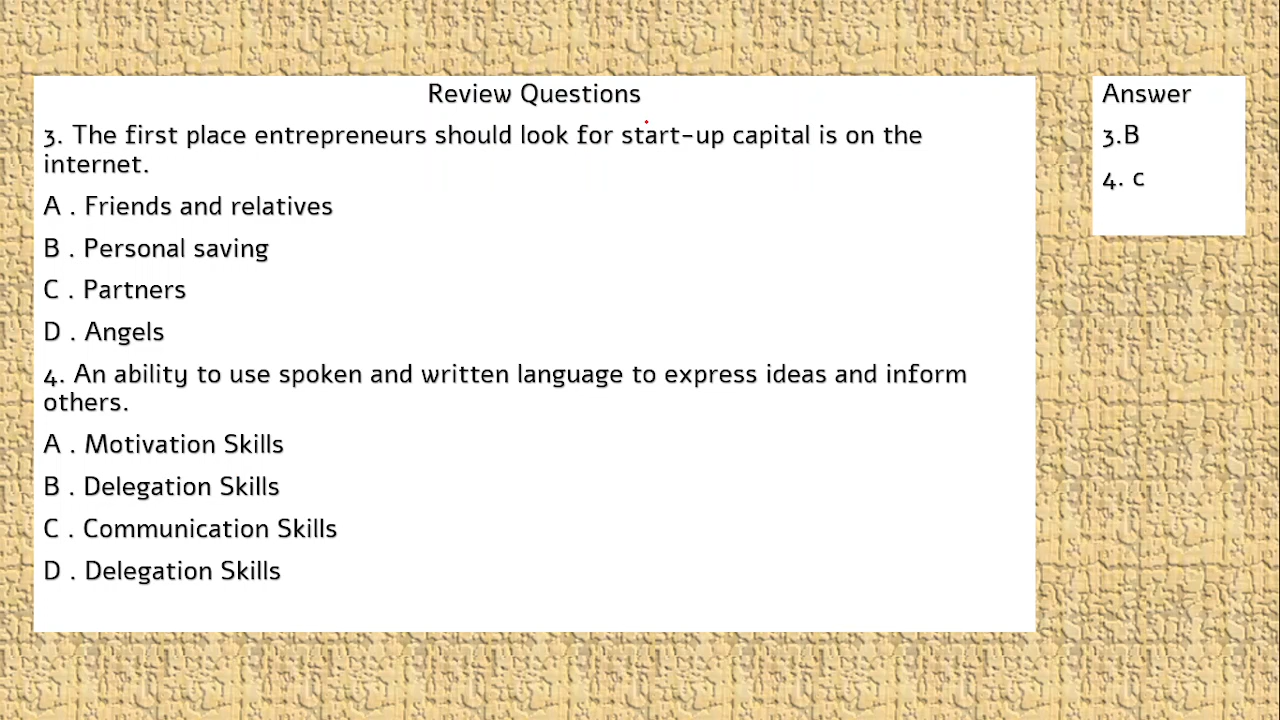 Review Questions
3. The first place entrepreneurs should look for start-up capital is on the
internet.
A . Friends and relatives
B . Personal saving
C . Partners
D . Angels
4. An ability to use spoken and written language to express ideas and inform
others.
A . Motivation Skills
B . Delegation Skills
C . Communication Skills
D . Delegation Skills
Answer
3.B
4. c